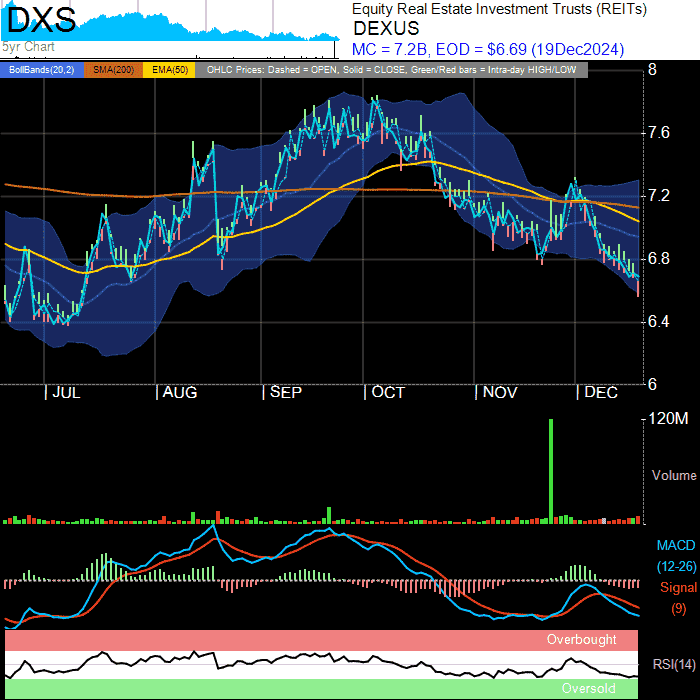 DXS
Equity Real Estate Investment Trusts (REITs)
DEXUS
MC = 7.2B, EOD = $6.69 (19Dec2024)
5yr Chart
BollBands(20,2) SMA(200) EMA(50) OHLC Prices: Dashed = OPEN, Solid = CLOSE, Green/Red bars = Intra-day HIGH/LOW
8
7.6
7.2
6.8
6.4
6
| JUL | AUG | SEP | OCT | NOV | DEC
120M
Volume
MACD
(12-26)
Signal
(9)
Overbought
RSI(14)
Oversold